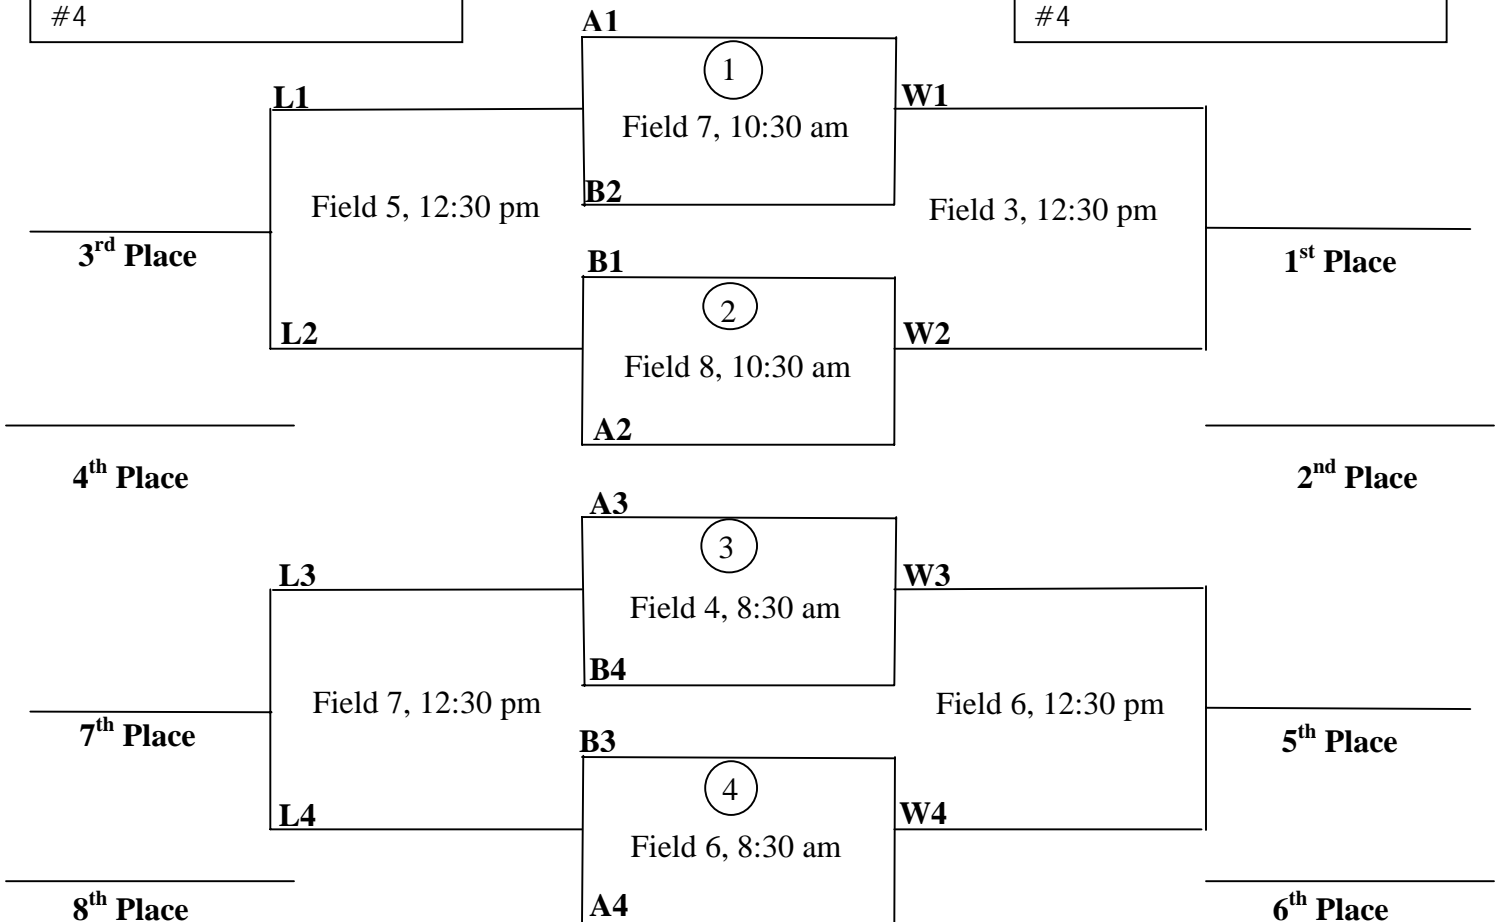 #4
#4
A1
1
L1
W1
Field 7, 10:30 am
B2
Field 5, 12:30 pm
Field 3, 12:30 pm
3rd Place
B1
1st Place
2
L2
W2
Field 8, 10:30 am
A2
4th Place
2nd Place
A3
3
L3
W3
Field 4, 8:30 am
B4
Field 7, 12:30 pm
Field 6, 12:30 pm
7th Place
B3
5th Place
4
L4
W4
Field 6, 8:30 am
A4
8th Place
6th Place